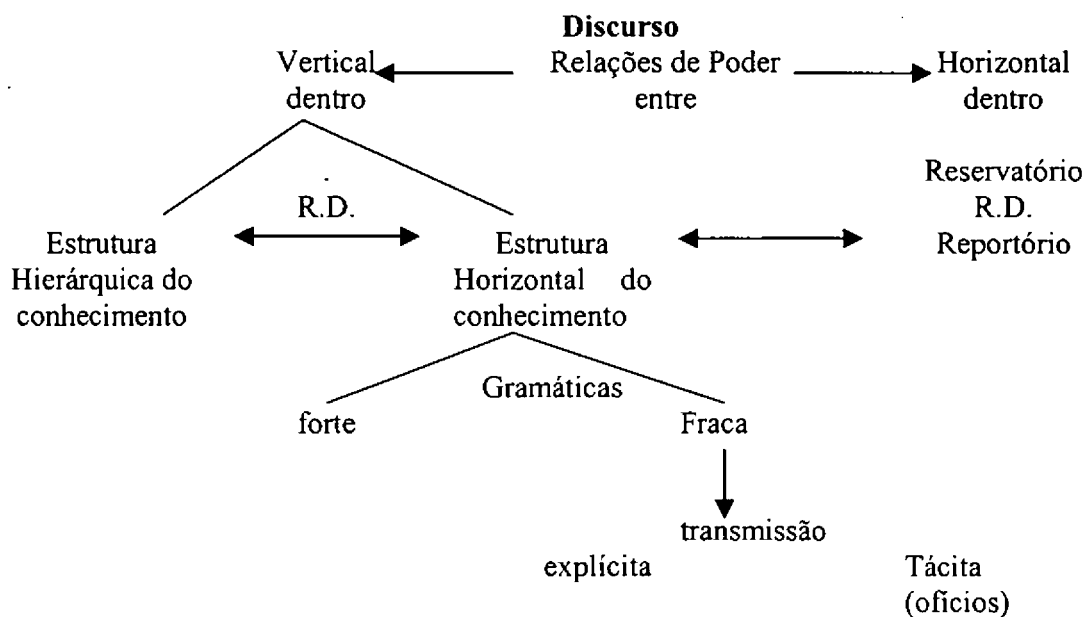 Discurso
Vertical Relações de Poder Horizontal
dentro entre dentro
Reservatório
R.D. R.D.
Estrutura Estrutura Reportório
Hierárquica do Horizontal do
conhecimento conhecimento
Gramáticas
forte Fraca
transmissão
explícita Tácita
(ofícios)